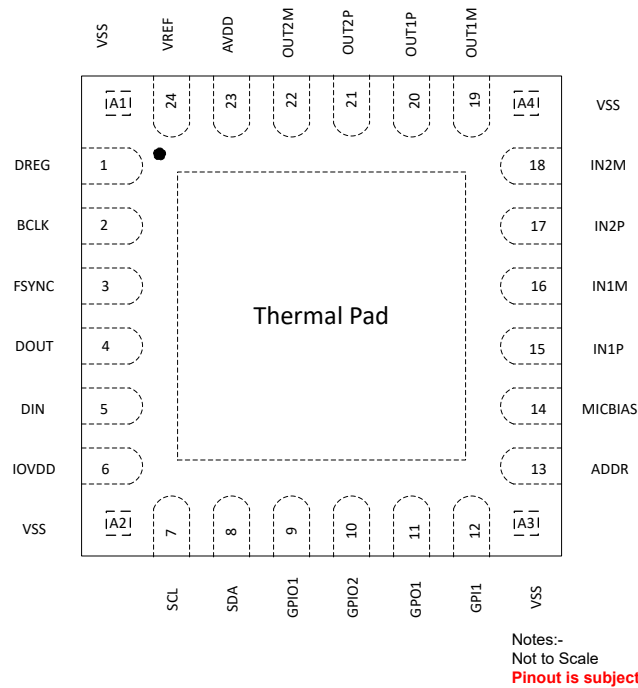 VSS VREF AVDD OUT2M OUT2P OUT1P OUT1M
A1 24 23 22 21 20 19 A4 VSS
DREG 1 18 IN2M
BCLK 2 17 IN2P
FSYNC 3 16 IN1M
Thermal Pad
DOUT 4 15 IN1P
DIN 5 14 MICBIAS
IOVDD 6 13 ADDR
VSS A2 7 8 9 10 11 12 A3
SCL SDA GPIO1 GPIO2 GPO1 GPI1 VSS
Notes:-
Not to Scale
Pinout is subject